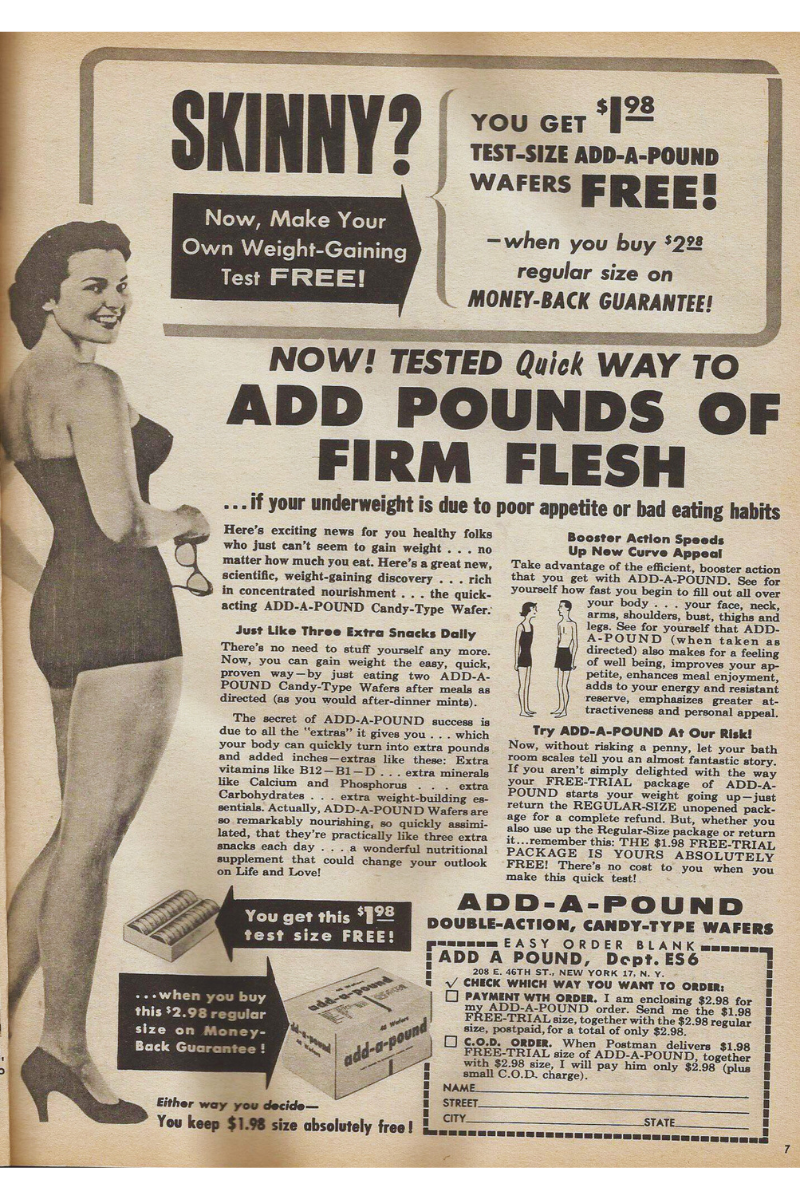 SKINNY?
Now, Make Your
Own Weight-Gaining
Test FREE!
YOU GET $1.98
TEST-SIZE ADD-A-POUND
WAFERS FREE!
—when you buy $2.98
regular size on
MONEY-BACK GUARANTEE!
NOW! TESTED Quick WAY TO
ADD POUNDS OF
FIRM FLESH
...if your underweight is due to poor appetite or bad eating habits
Here's exciting news for you healthy folks
who just can't seem to gain weight . . . no
matter how much you eat. Here's a great new,
scientific, weight-gaining discovery . . . rich
in concentrated nourishment . . . the quick-
acting ADD-A-POUND Candy-Type Wafer.
Just Like Three Extra Snacks Daily
There's no need to stuff yourself any more.
Now, you can gain weight the easy, quick,
proven way—by just eating two ADD-A-
POUND Candy-Type Wafers after meals as
directed (as you would after-dinner mints).
The secret of ADD-A-POUND success is
due to all the "extras" it gives you . . . which
your body can quickly turn into extra pounds
and added inches—extras like these: Extra
vitamins like B12—B1—D . . . extra minerals
like Calcium and Phosphorus . . . extra
Carbohydrates . . . extra weight-building es-
sentials. Actually, ADD-A-POUND Wafers are
so remarkably nourishing, so quickly assimi-
lated, that they're practically like three extra
snacks each day . . . a wonderful nutritional
supplement that could change your outlook
on Life and Love!
Booster Action Speeds
Up New Curve Appeal
Take advantage of the efficient, booster action
that you get with ADD-A-POUND. See for
yourself how fast you begin to fill out all over
your body . . . your face, neck,
arms, shoulders, bust, thighs and
legs. See for yourself that ADD-
A-POUND (when taken as
directed) also makes for a feeling
of well being, improves your ap-
petite, enhances meal enjoyment,
adds to your energy and resistant
reserve, emphasizes greater at-
tractiveness and personal appeal.
Try ADD-A-POUND At Our Risk!
Now, without risking a penny, let your bath
room scales tell you an almost fantastic story.
If you aren't simply delighted with the way
your FREE-TRIAL package of ADD-A-
POUND starts your weight going up—just
return the REGULAR-SIZE unopened pack-
age for a complete refund. But, whether you
also use up the Regular-Size package or return
it...remember this: THE $1.98 FREE-TRIAL
PACKAGE IS YOURS ABSOLUTELY
FREE! There's no cost to you when you
make this quick test!
You get this $1.98
test size FREE!
...when you buy
this $2.98 regular
size on Money-
Back Guarantee!
add-a-pound
add-a-pound
Either way you decide—
You keep $1.98 size absolutely free!
ADD-A-POUND
DOUBLE-ACTION, CANDY-TYPE WAFERS
EASY ORDER BLANK
ADD A POUND, Dept. ES6
208 E. 46TH ST., NEW YORK 17, N. Y.
✓ CHECK WHICH WAY YOU WANT TO ORDER:
☐ PAYMENT WTH ORDER. I am enclosing $2.98 for
my ADD-A-POUND order. Send me the $1.98
FREE-TRIAL size, together with the $2.98 regular
size, postpaid, for a total of only $2.98.
☐ C.O.D. ORDER. When Postman delivers $1.98
FREE-TRIAL size of ADD-A-POUND, together
with $2.98 size, I will pay him only $2.98 (plus
small C.O.D. charge).
NAME
STREET
CITY STATE
7